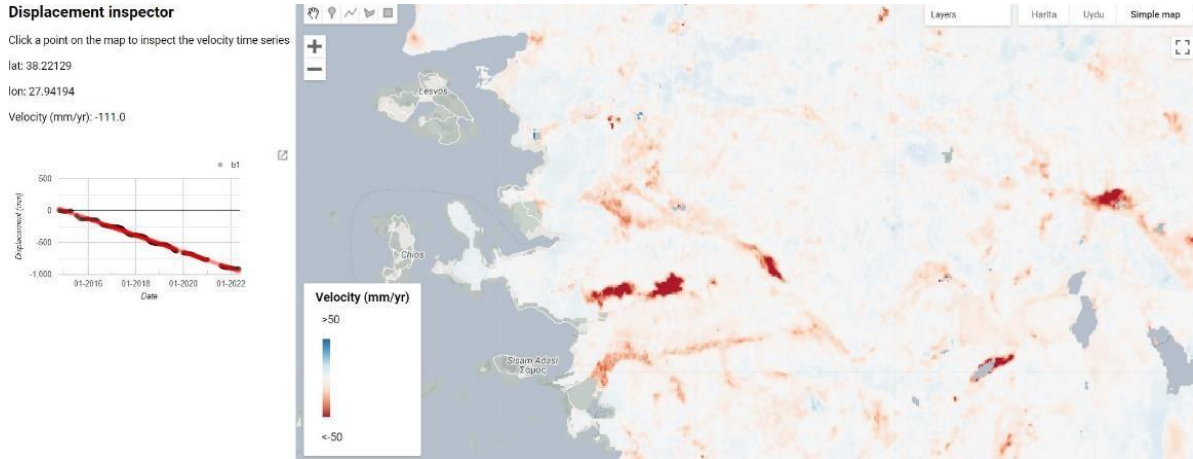 Displacement inspector
Click a point on the map to inspect the velocity time series
lat: 38.22129
lon: 27.94194
Velocity (mm/yr): -111.0
b1
500
0
-500
-1,000
Displacement (mm)
01-2016
01-2018
01-2020
01-2022
Date
Layers
Harita
Uydu
Simple map
+
−
Lesvos
Chios
Sisam Adasi
Σάμος
Velocity (mm/yr)
>50
<-50